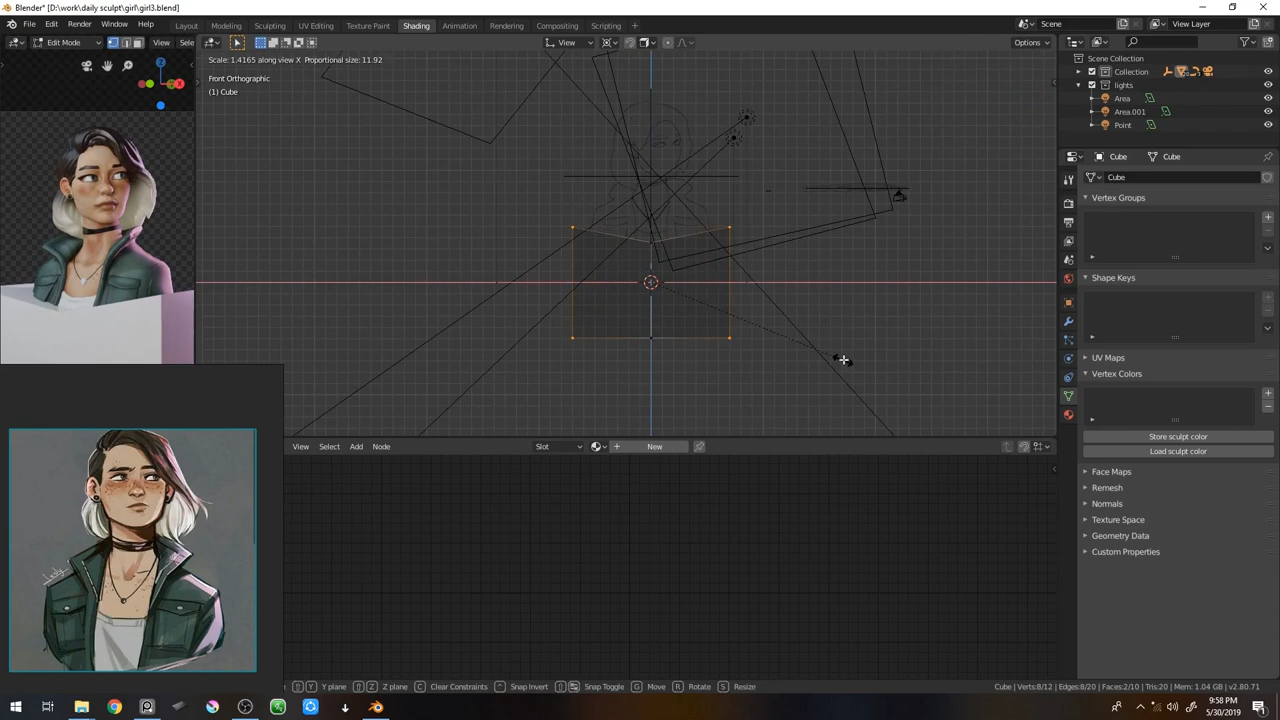 Blender* [D:\work\daily sculpt\girl\girl3.blend]
File Edit Render Window Help Layout Modeling Sculpting UV Editing Texture Paint Shading Animation Rendering Compositing Scripting + Scene View Layer
Edit Mode View Sele View Options
Scale: 1.4165 along view X Proportional size: 11.92
Front Orthographic
(1) Cube
Z
Y X
Scene Collection
Collection
lights
Area
Area.001
Point
Cube Cube
Cube
Vertex Groups
Shape Keys
UV Maps
Vertex Colors
Store sculpt color
Load sculpt color
Face Maps
Remesh
Normals
Texture Space
Geometry Data
Custom Properties
View Select Add Node Slot New
Y plane Z plane Clear Constraints Snap Invert Snap Toggle Move Rotate Resize
Cube | Verts:8/12 | Edges:8/20 | Faces:2/10 | Tris:20 | Mem: 1.04 GB | v2.80.71
9:58 PM
5/30/2019